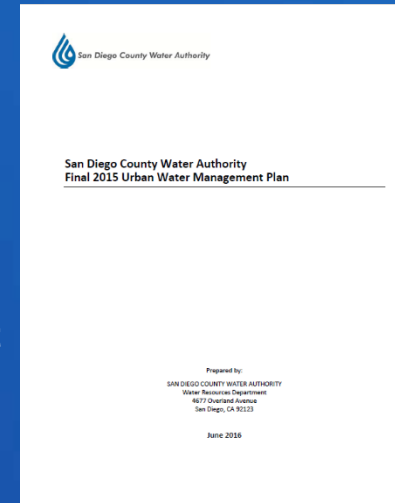 San Diego County Water Authority
San Diego County Water Authority
Final 2015 Urban Water Management Plan
Prepared by:
SAN DIEGO COUNTY WATER AUTHORITY
Water Resources Department
4677 Overland Avenue
San Diego, CA 92123
June 2016